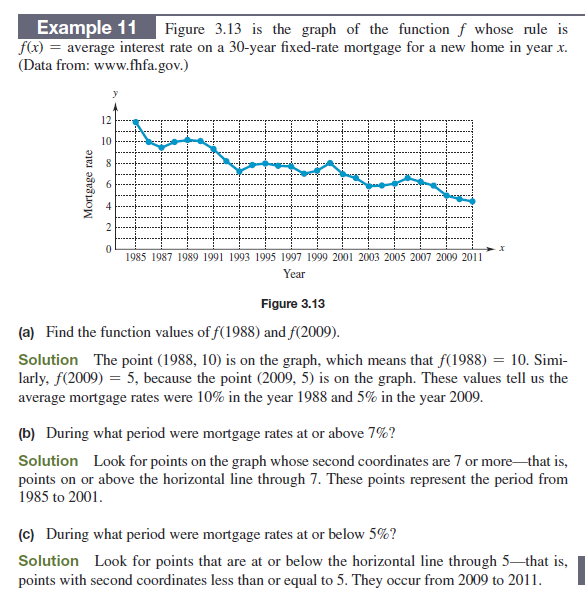 Example 11 Figure 3.13 is the graph of the function f whose rule is
f(x) = average interest rate on a 30-year fixed-rate mortgage for a new home in year x.
(Data from: www.fhfa.gov.)
y
12
10
8
6
4
2
0
Mortgage rate
x
1985 1987 1989 1991 1993 1995 1997 1999 2001 2003 2005 2007 2009 2011
Year
Figure 3.13
(a) Find the function values of f(1988) and f(2009).
Solution The point (1988, 10) is on the graph, which means that f(1988) = 10. Simi-
larly, f(2009) = 5, because the point (2009, 5) is on the graph. These values tell us the
average mortgage rates were 10% in the year 1988 and 5% in the year 2009.
(b) During what period were mortgage rates at or above 7%?
Solution Look for points on the graph whose second coordinates are 7 or more—that is,
points on or above the horizontal line through 7. These points represent the period from
1985 to 2001.
(c) During what period were mortgage rates at or below 5%?
Solution Look for points that are at or below the horizontal line through 5—that is,
points with second coordinates less than or equal to 5. They occur from 2009 to 2011.